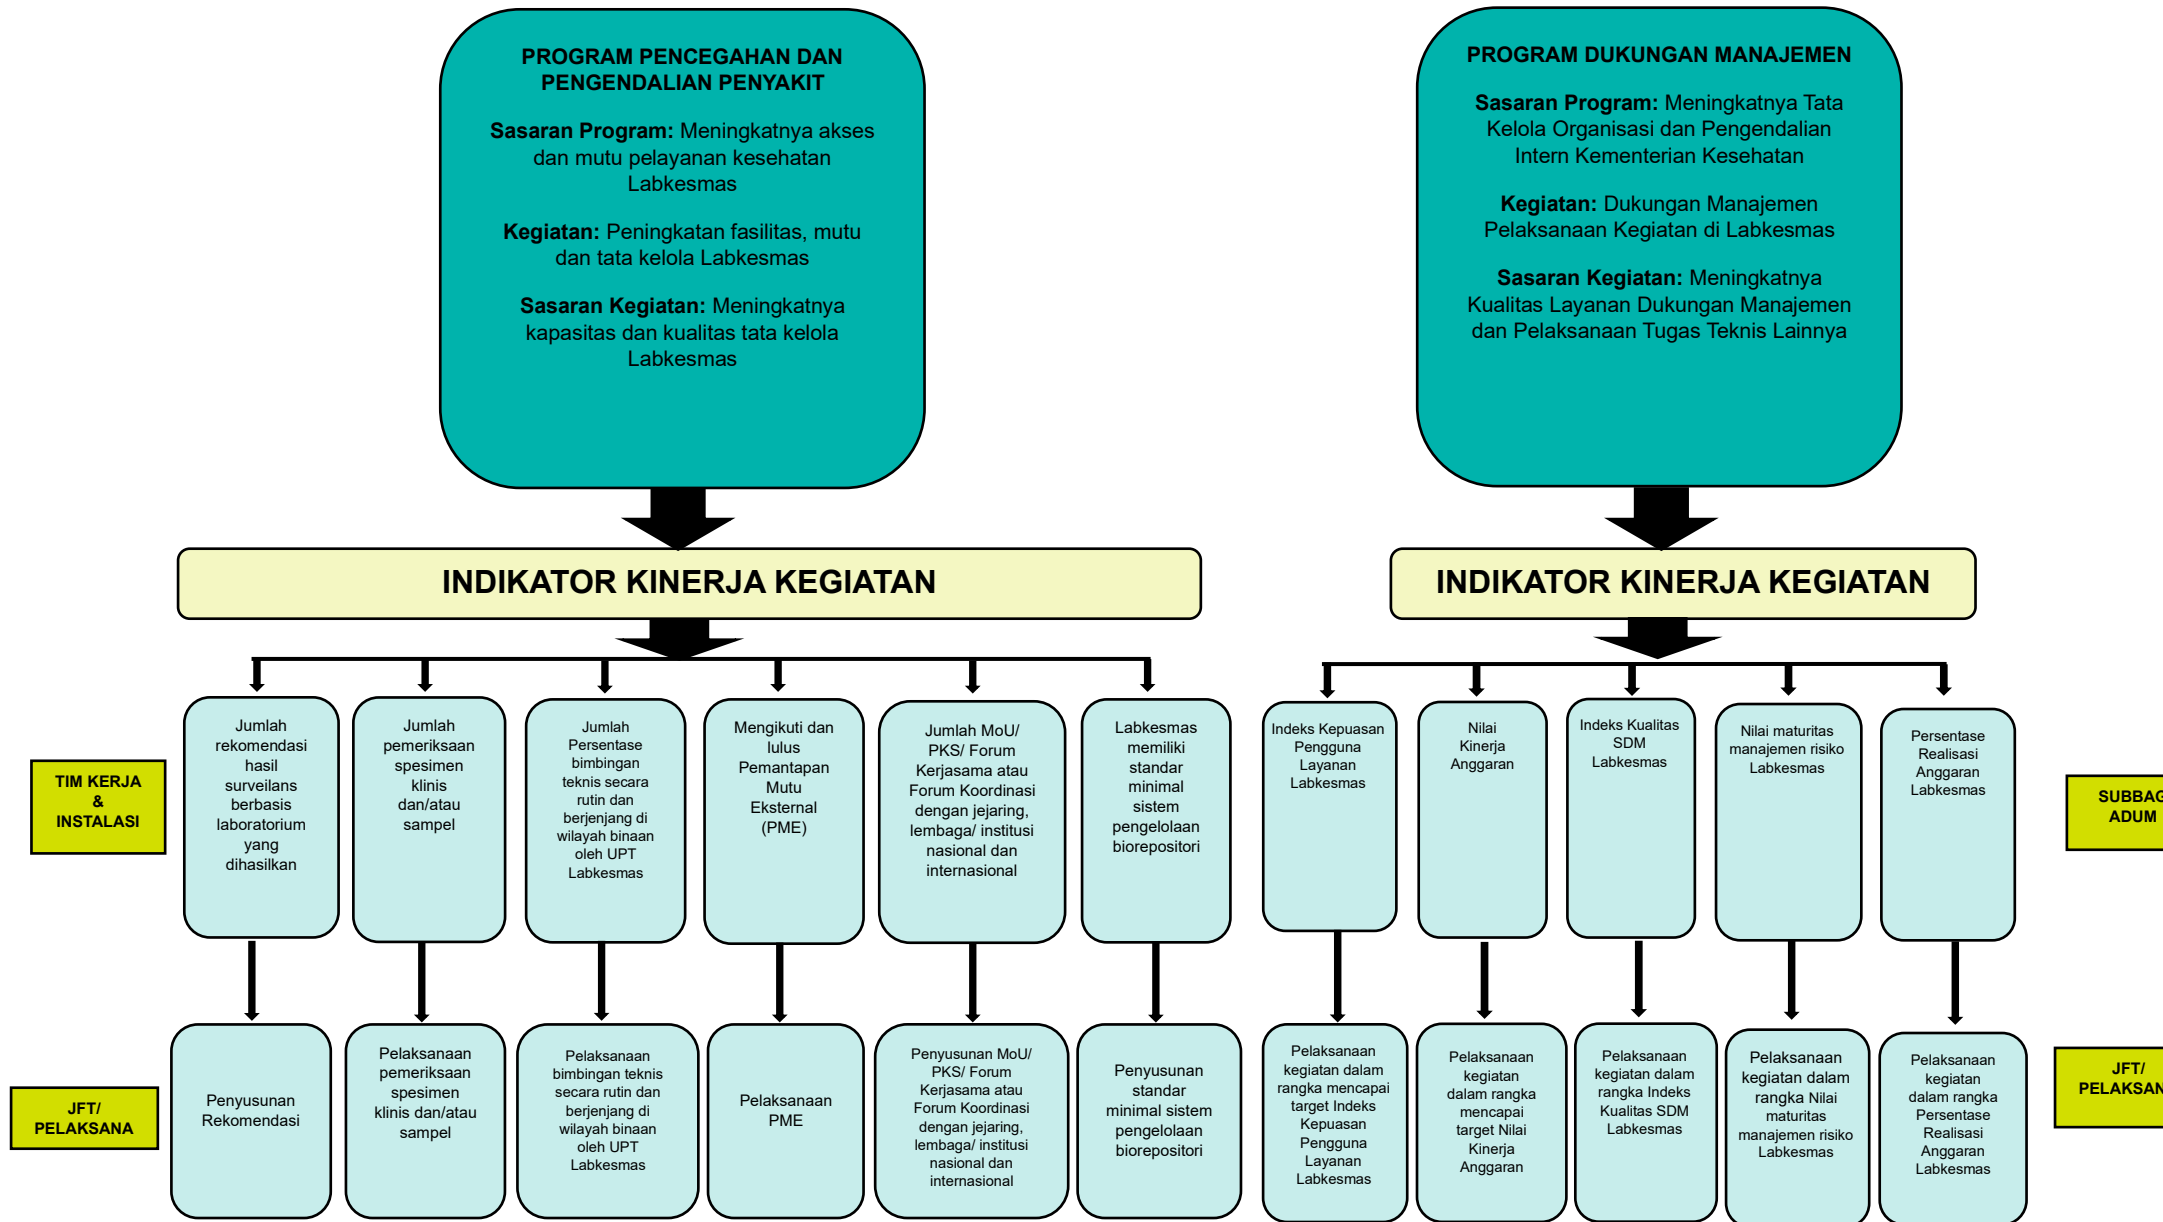 PROGRAM PENCEGAHAN DAN
PENGENDALIAN PENYAKIT
Sasaran Program: Meningkatnya akses
dan mutu pelayanan kesehatan
Labkesmas
Kegiatan: Peningkatan fasilitas, mutu
dan tata kelola Labkesmas
Sasaran Kegiatan: Meningkatnya
kapasitas dan kualitas tata kelola
Labkesmas
PROGRAM DUKUNGAN MANAJEMEN
Sasaran Program: Meningkatnya Tata
Kelola Organisasi dan Pengendalian
Intern Kementerian Kesehatan
Kegiatan: Dukungan Manajemen
Pelaksanaan Kegiatan di Labkesmas
Sasaran Kegiatan: Meningkatnya
Kualitas Layanan Dukungan Manajemen
dan Pelaksanaan Tugas Teknis Lainnya
INDIKATOR KINERJA KEGIATAN
INDIKATOR KINERJA KEGIATAN
TIM KERJA
&
INSTALASI
Jumlah
rekomendasi
hasil
surveilans
berbasis
laboratorium
yang
dihasilkan
Jumlah
pemeriksaan
spesimen
klinis
dan/atau
sampel
Jumlah
Persentase
bimbingan
teknis secara
rutin dan
berjenjang di
wilayah binaan
oleh UPT
Labkesmas
Mengikuti dan
lulus
Pemantapan
Mutu
Eksternal
(PME)
Jumlah MoU/
PKS/ Forum
Kerjasama atau
Forum Koordinasi
dengan jejaring,
lembaga/ institusi
nasional dan
internasional
Labkesmas
memiliki
standar
minimal
sistem
pengelolaan
biorepositori
Indeks Kepuasan
Pengguna
Layanan
Labkesmas
Nilai
Kinerja
Anggaran
Indeks Kualitas
SDM
Labkesmas
Nilai maturitas
manajemen risiko
Labkesmas
Persentase
Realisasi
Anggaran
Labkesmas
SUBBAG
ADUM
JFT/
PELAKSANA
Penyusunan
Rekomendasi
Pelaksanaan
pemeriksaan
spesimen
klinis dan/atau
sampel
Pelaksanaan
bimbingan teknis
secara rutin dan
berjenjang di
wilayah binaan
oleh UPT
Labkesmas
Pelaksanaan
PME
Penyusunan MoU/
PKS/ Forum
Kerjasama atau
Forum Koordinasi
dengan jejaring,
lembaga/ institusi
nasional dan
internasional
Penyusunan
standar
minimal sistem
pengelolaan
biorepositori
Pelaksanaan
kegiatan dalam
rangka mencapai
target Indeks
Kepuasan
Pengguna
Layanan
Labkesmas
Pelaksanaan
kegiatan
dalam rangka
mencapai
target Nilai
Kinerja
Anggaran
Pelaksanaan
kegiatan dalam
rangka Indeks
Kualitas SDM
Labkesmas
Pelaksanaan
kegiatan dalam
rangka Nilai
maturitas
manajemen risiko
Labkesmas
Pelaksanaan
kegiatan
dalam rangka
Persentase
Realisasi
Anggaran
Labkesmas
JFT/
PELAKSAN